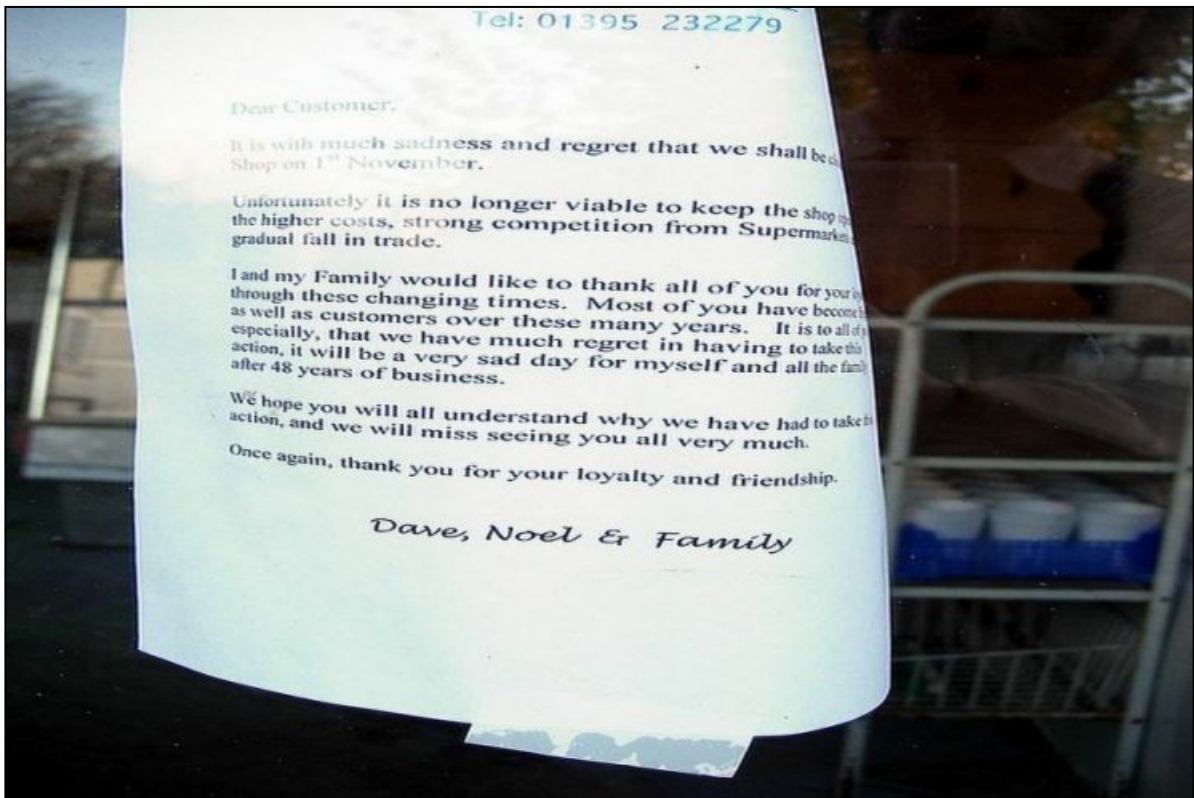 Tel: 01395 232279
Dear Customer,
It is with much sadness and regret that we shall be
Shop on 1st November.
Unfortunately it is no longer viable to keep the shop
the higher costs, strong competition from Supermarkets
gradual fall in trade.
I and my Family would like to thank all of you for your
through these changing times. Most of you have become
as well as customers over these many years. It is to all of
especially, that we have much regret in having to take this
action, it will be a very sad day for myself and all the family
after 48 years of business.
We hope you will all understand why we have had to take
action, and we will miss seeing you all very much.
Once again, thank you for your loyalty and friendship.
Dave, Noel & Family